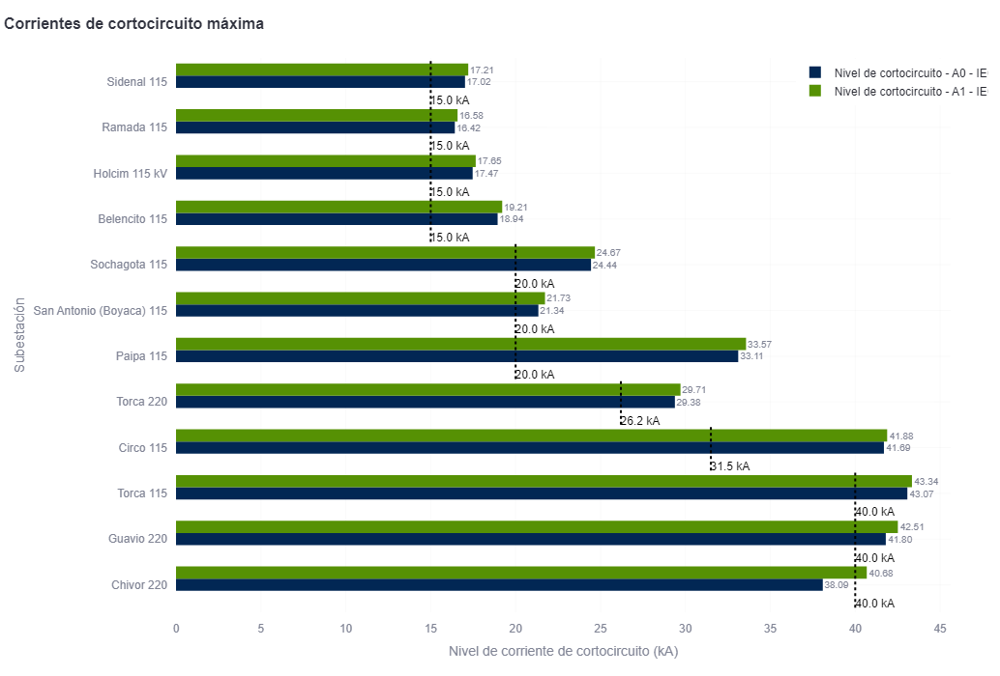 Corrientes de cortocircuito máxima
Nivel de cortocircuito - A0 - IE
Nivel de cortocircuito - A1 - IE
Subestación
Sidenal 115
17.21
17.02
15.0 kA
Ramada 115
16.58
16.42
15.0 kA
Holcim 115 kV
17.65
17.47
15.0 kA
Belencito 115
19.21
18.94
15.0 kA
Sochagota 115
24.67
24.44
20.0 kA
San Antonio (Boyaca) 115
21.73
21.34
20.0 kA
Paipa 115
33.57
33.11
20.0 kA
Torca 220
29.71
29.38
26.2 kA
Circo 115
41.88
41.69
31.5 kA
Torca 115
43.34
43.07
40.0 kA
Guavio 220
42.51
41.80
40.0 kA
Chivor 220
40.68
38.09
40.0 kA
0 5 10 15 20 25 30 35 40 45
Nivel de corriente de cortocircuito (kA)